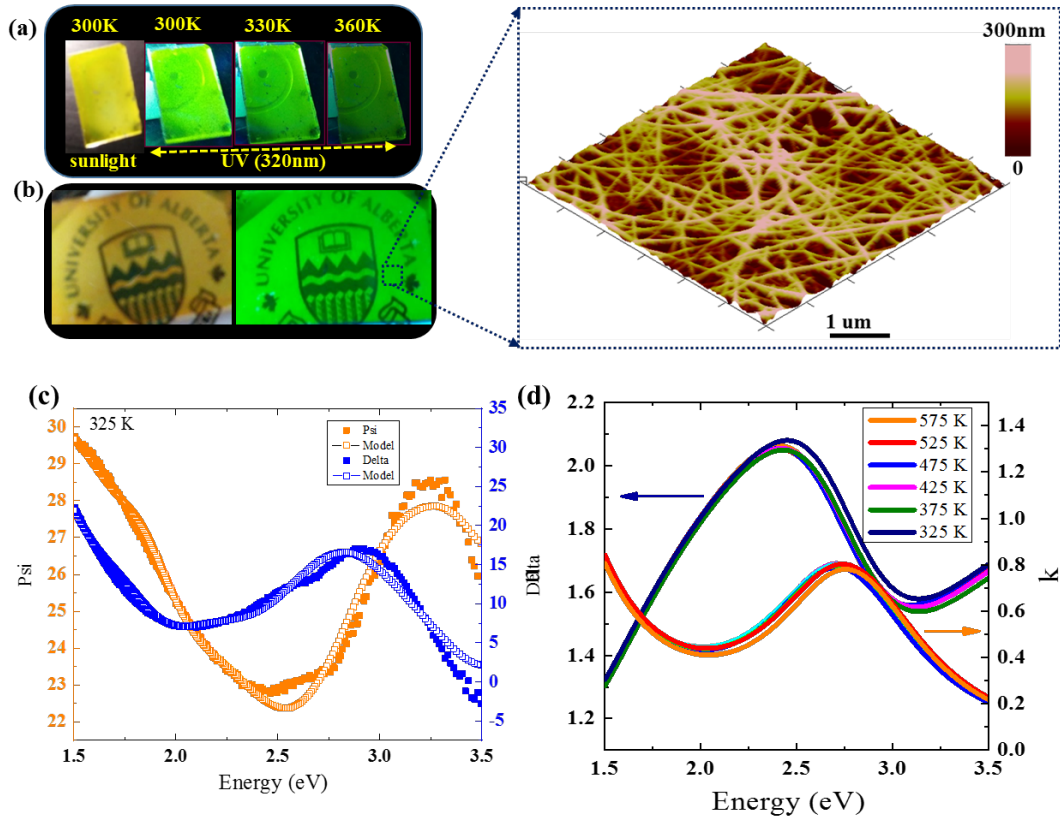 (a)
300K 300K 330K 360K
sunlight UV (320nm)
(b)
UNIVERSITY OF ALBERTA
UNIVERSITY OF ALBERTA
300nm
0
1 um
(c)
325 K
Psi
Model
Delta
Model
30
29
28
27
26
25
24
23
22
Psi
35
30
25
20
15
10
5
0
-5
Delta
1.5 2.0 2.5 3.0 3.5
Energy (eV)
(d)
575 K
525 K
475 K
425 K
375 K
325 K
2.2
2.0
1.8
1.6
1.4
1.2
n
1.4
1.2
1.0
0.8
0.6
0.4
0.2
0.0
k
1.5 2.0 2.5 3.0 3.5
Energy (eV)